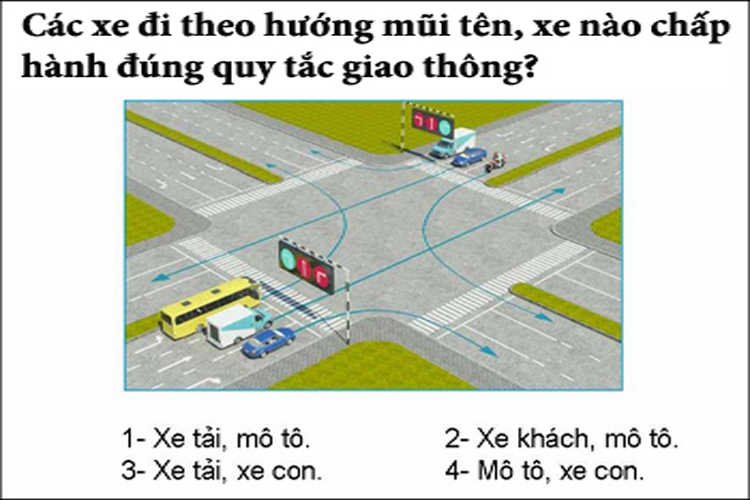 Các xe đi theo hướng mũi tên, xe nào chấp
hành đúng quy tắc giao thông?
1- Xe tải, mô tô.
2- Xe khách, mô tô.
3- Xe tải, xe con.
4- Mô tô, xe con.